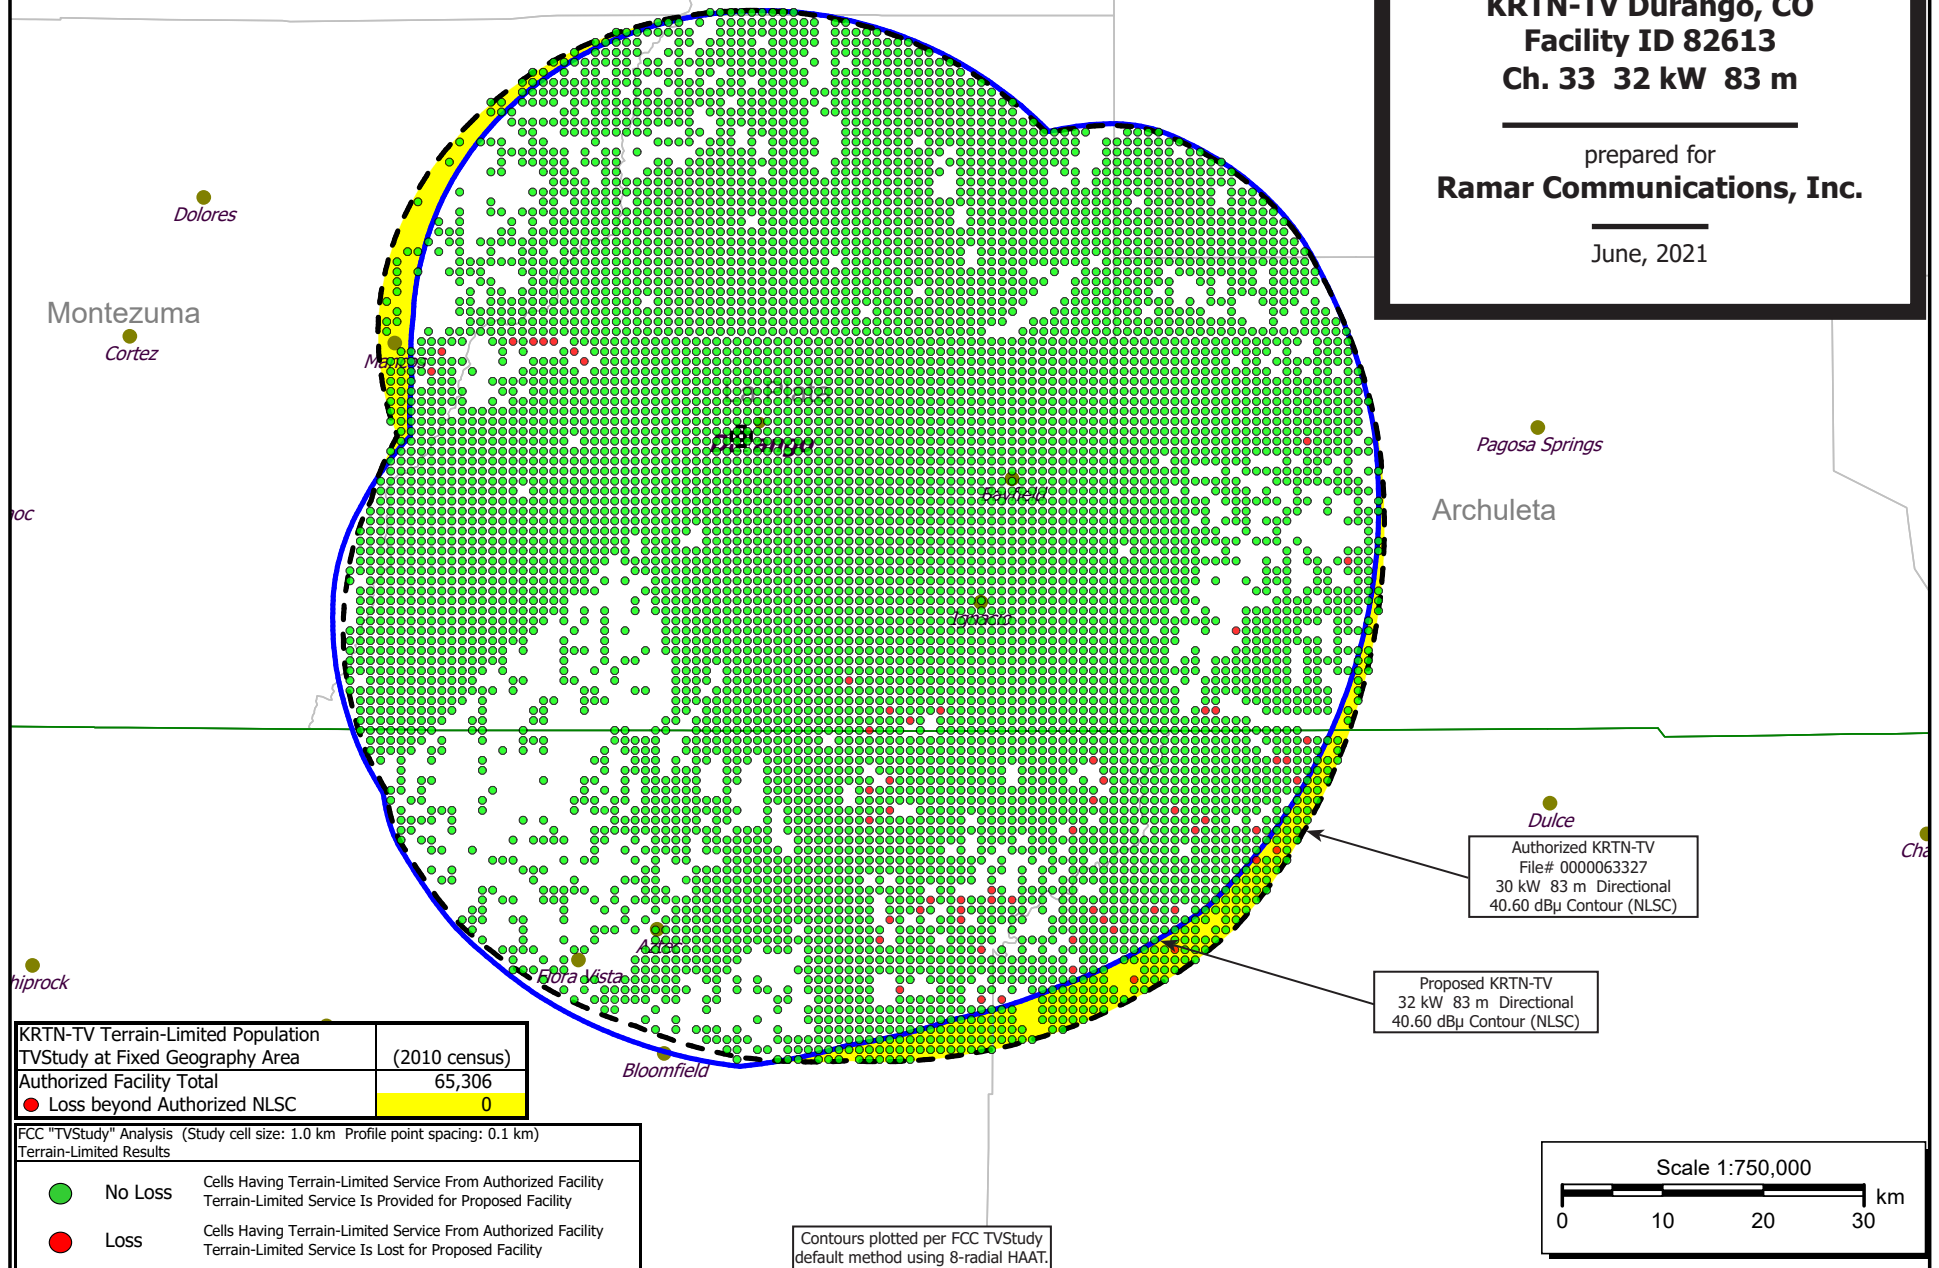 KRTN-TV Durango, CO
Facility ID 82613
Ch. 33 32 kW 83 m
prepared for
Ramar Communications, Inc.
June, 2021
Dolores
Montezuma
Cortez
Mancos
La Plata
Durango
Pagosa Springs
Bayfield
Archuleta
Ignacio
Dulce
Authorized KRTN-TV
File# 0000063327
30 kW 83 m Directional
40.60 dBµ Contour (NLSC)
Aztec
Flora Vista
Proposed KRTN-TV
32 kW 83 m Directional
40.60 dBµ Contour (NLSC)
Bloomfield
KRTN-TV Terrain-Limited Population
TVStudy at Fixed Geography Area (2010 census)
Authorized Facility Total 65,306
Loss beyond Authorized NLSC 0
FCC "TVStudy" Analysis (Study cell size: 1.0 km Profile point spacing: 0.1 km)
Terrain-Limited Results
No Loss Cells Having Terrain-Limited Service From Authorized Facility
Terrain-Limited Service Is Provided for Proposed Facility
Loss Cells Having Terrain-Limited Service From Authorized Facility
Terrain-Limited Service Is Lost for Proposed Facility
Contours plotted per FCC TVStudy
default method using 8-radial HAAT.
Scale 1:750,000
km
0 10 20 30